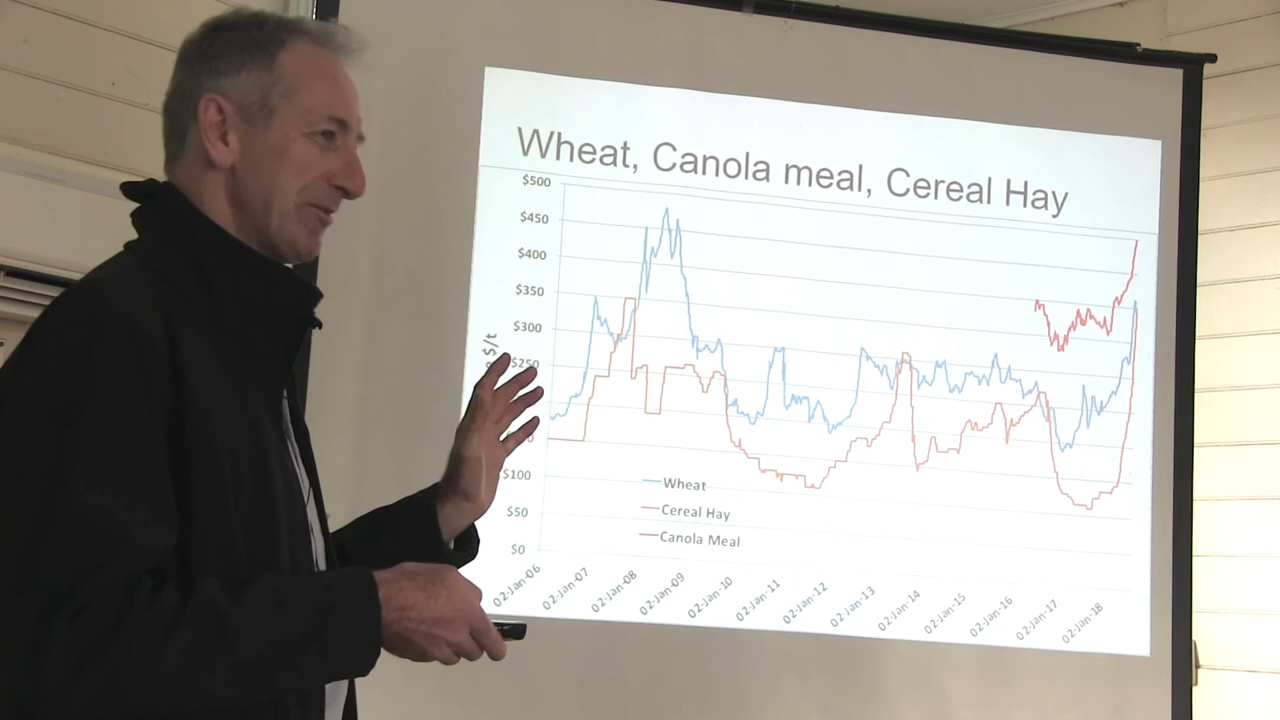 Wheat, Canola meal, Cereal Hay
$500
$450
$400
$350
$300
$250
$100
$50
$0
$/t
Wheat
Cereal Hay
Canola Meal
02-Jan-06
02-Jan-07
02-Jan-08
02-Jan-09
02-Jan-10
02-Jan-11
02-Jan-12
02-Jan-13
02-Jan-14
02-Jan-15
02-Jan-16
02-Jan-17
02-Jan-18